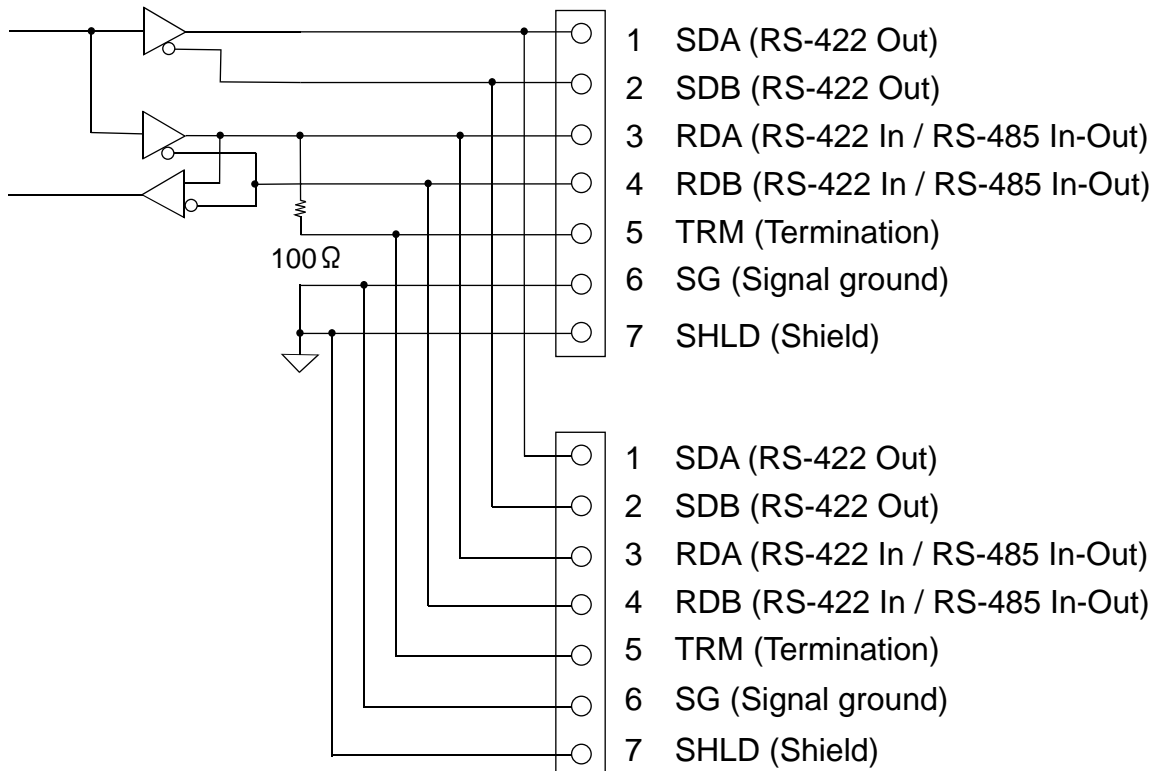 1 SDA (RS-422 Out)
2 SDB (RS-422 Out)
3 RDA (RS-422 In / RS-485 In-Out)
4 RDB (RS-422 In / RS-485 In-Out)
5 TRM (Termination)
100Ω
6 SG (Signal ground)
7 SHLD (Shield)
1 SDA (RS-422 Out)
2 SDB (RS-422 Out)
3 RDA (RS-422 In / RS-485 In-Out)
4 RDB (RS-422 In / RS-485 In-Out)
5 TRM (Termination)
6 SG (Signal ground)
7 SHLD (Shield)